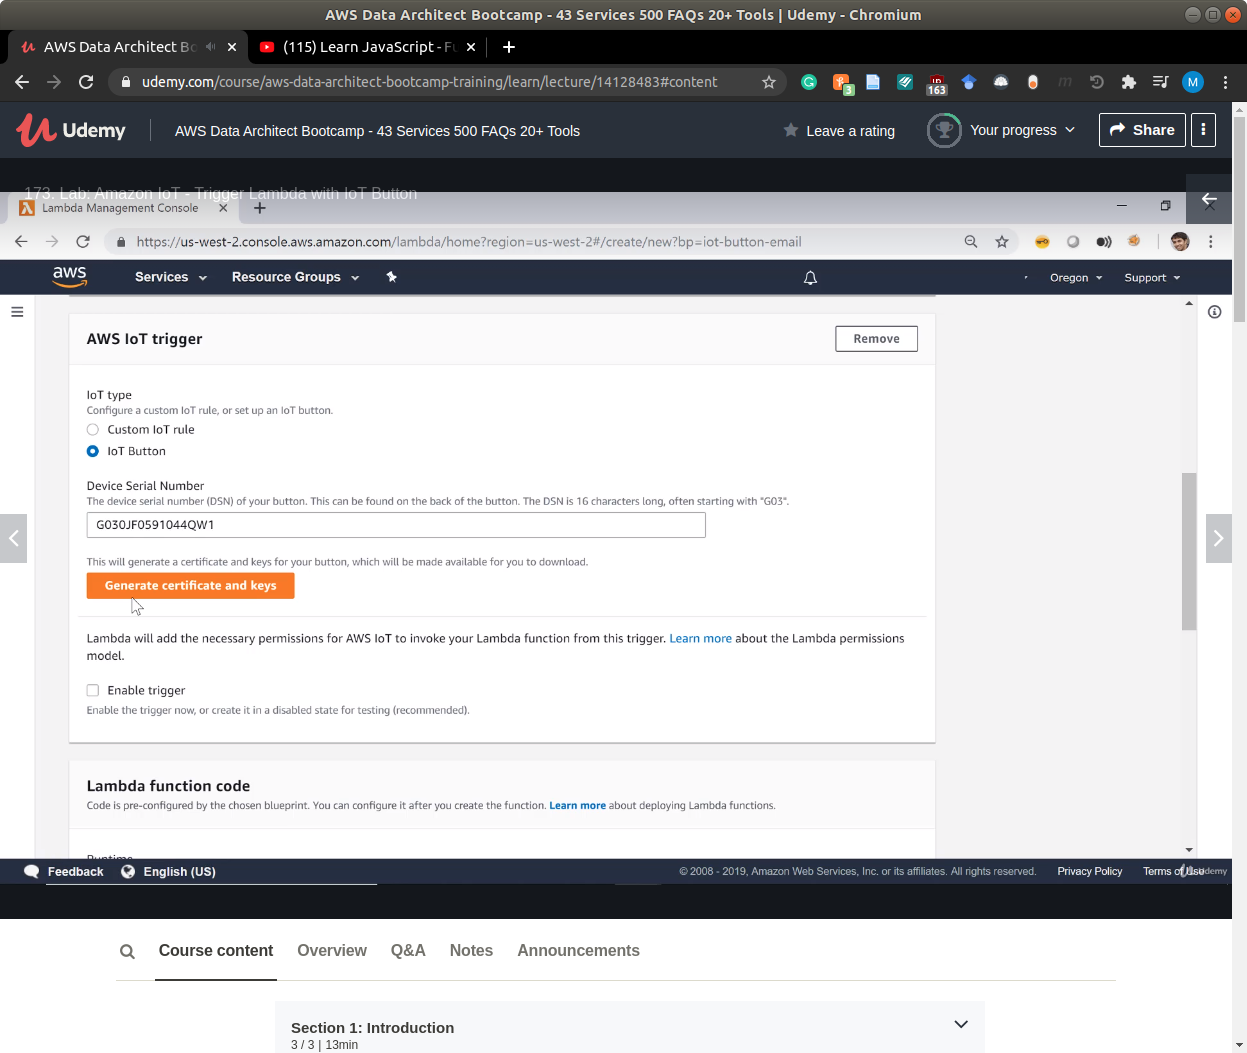 AWS Data Architect Bootcamp - 43 Services 500 FAQs 20+ Tools | Udemy - Chromium
AWS Data Architect Bo
(115) Learn JavaScript - Fu
udemy.com/course/aws-data-architect-bootcamp-training/learn/lecture/14128483#content
3
163
M
Udemy
AWS Data Architect Bootcamp - 43 Services 500 FAQs 20+ Tools
Leave a rating
Your progress
Share
173. Lab: Amazon IoT - Trigger Lambda with IoT Button
Lambda Management Console
https://us-west-2.console.aws.amazon.com/lambda/home?region=us-west-2#/create/new?bp=iot-button-email
aws
Services
Resource Groups
Oregon
Support
AWS IoT trigger
Remove
IoT type
Configure a custom IoT rule, or set up an IoT button.
Custom IoT rule
IoT Button
Device Serial Number
The device serial number (DSN) of your button. This can be found on the back of the button. The DSN is 16 characters long, often starting with "G03".
G030JF0591044QW1
This will generate a certificate and keys for your button, which will be made available for you to download.
Generate certificate and keys
Lambda will add the necessary permissions for AWS IoT to invoke your Lambda function from this trigger. Learn more about the Lambda permissions
model.
Enable trigger
Enable the trigger now, or create it in a disabled state for testing (recommended).
Lambda function code
Code is pre-configured by the chosen blueprint. You can configure it after you create the function. Learn more about deploying Lambda functions.
Runtime
Feedback
English (US)
© 2008 - 2019, Amazon Web Services, Inc. or its affiliates. All rights reserved.
Privacy Policy
Terms of Use
Udemy
Course content
Overview
Q&A
Notes
Announcements
Section 1: Introduction
3 / 3 | 13min